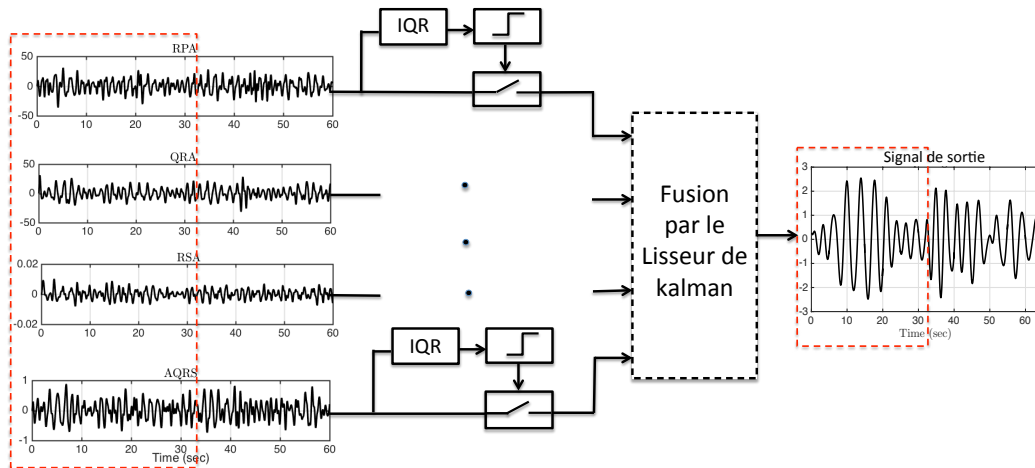 RPA
50
0
-50
0 10 20 30 40 50 60
QRA
50
0
-50
0 10 20 30 40 50 60
RSA
0.02
0
-0.02
0 10 20 30 40 50 60
AQRS
1
0
-1
0 10 20 30 40 50 60
Time (sec)
IQR
IQR
Fusion
par le
Lisseur de
kalman
Signal de sortie
3
2
1
0
-1
-2
-3
0 10 20 30 40 50 60
Time (sec)